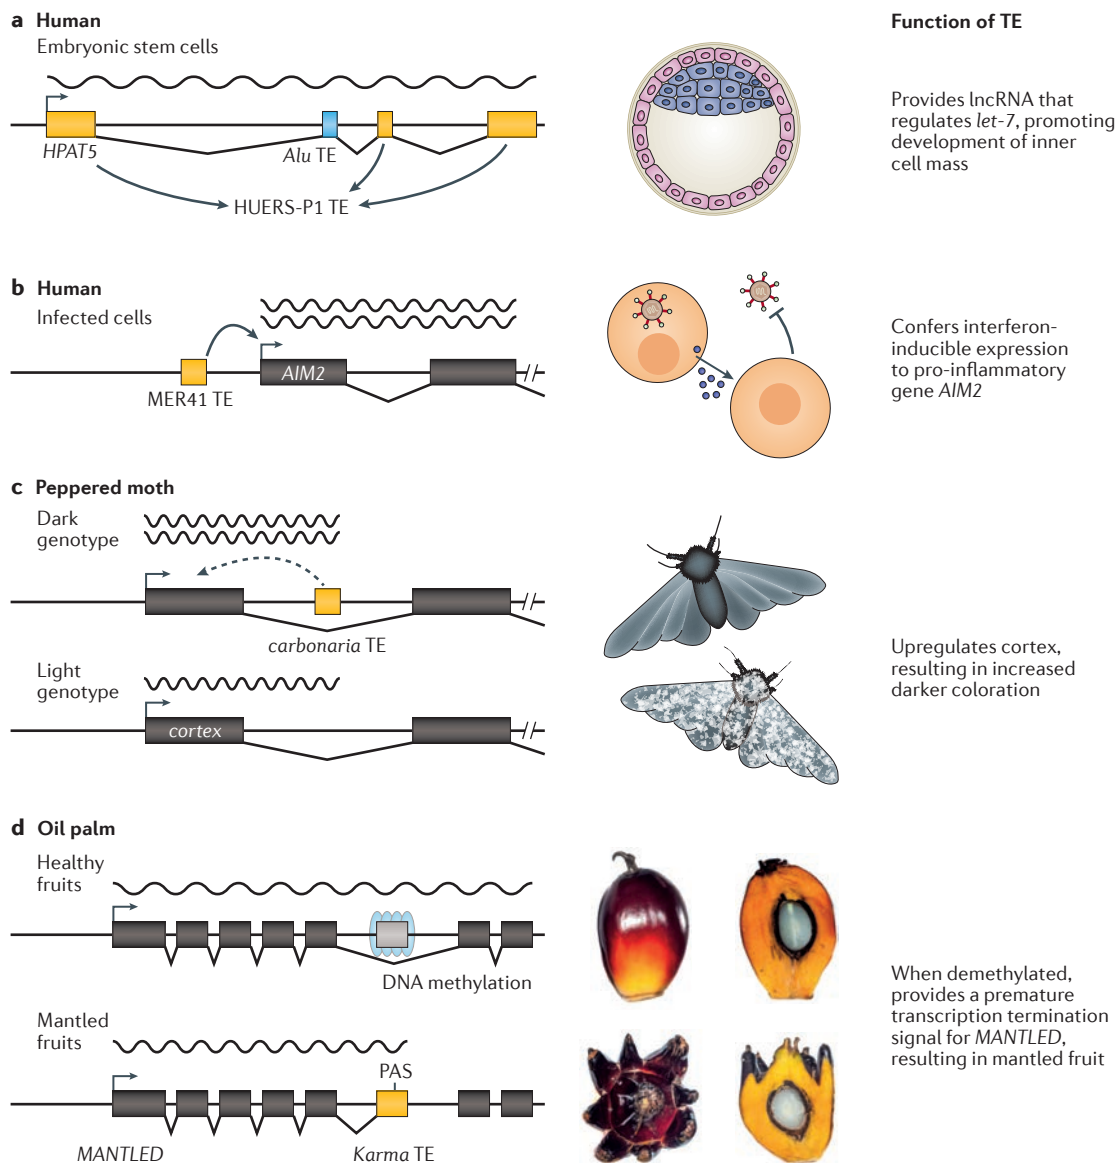 a Human
Embryonic stem cells
HPAT5
Alu TE
HUERS-P1 TE
Function of TE
Provides lncRNA that
regulates let-7, promoting
development of inner
cell mass
b Human
Infected cells
AIM2
MER41 TE
Confers interferon-
inducible expression
to pro-inflammatory
gene AIM2
c Peppered moth
Dark
genotype
carbonaria TE
Light
genotype
cortex
Upregulates cortex,
resulting in increased
darker coloration
d Oil palm
Healthy
fruits
DNA methylation
Mantled
fruits
PAS
MANTLED
Karma TE
When demethylated,
provides a premature
transcription termination
signal for MANTLED,
resulting in mantled fruit